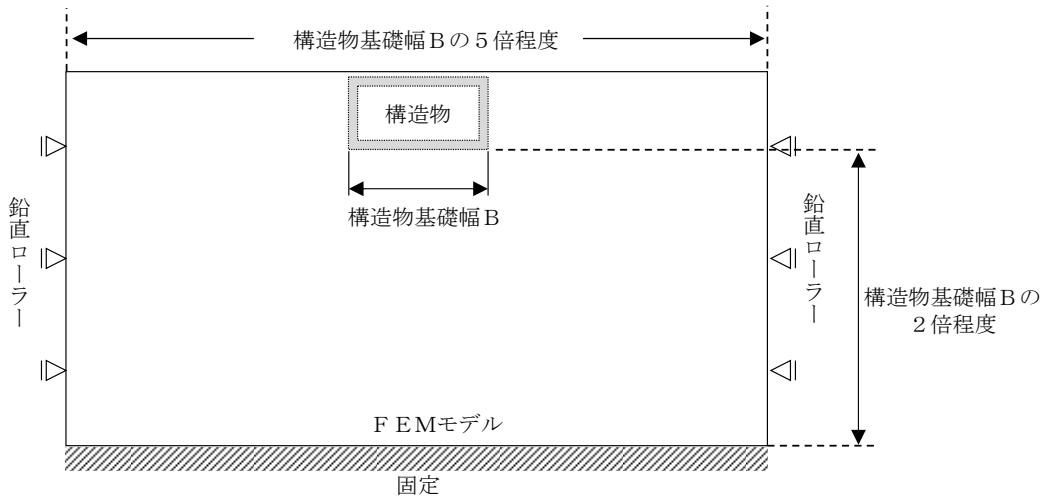 構造物基礎幅Bの5倍程度
構造物
構造物基礎幅B
鉛直ローラー
鉛直ローラー
構造物基礎幅Bの
2倍程度
FEMモデル
固定